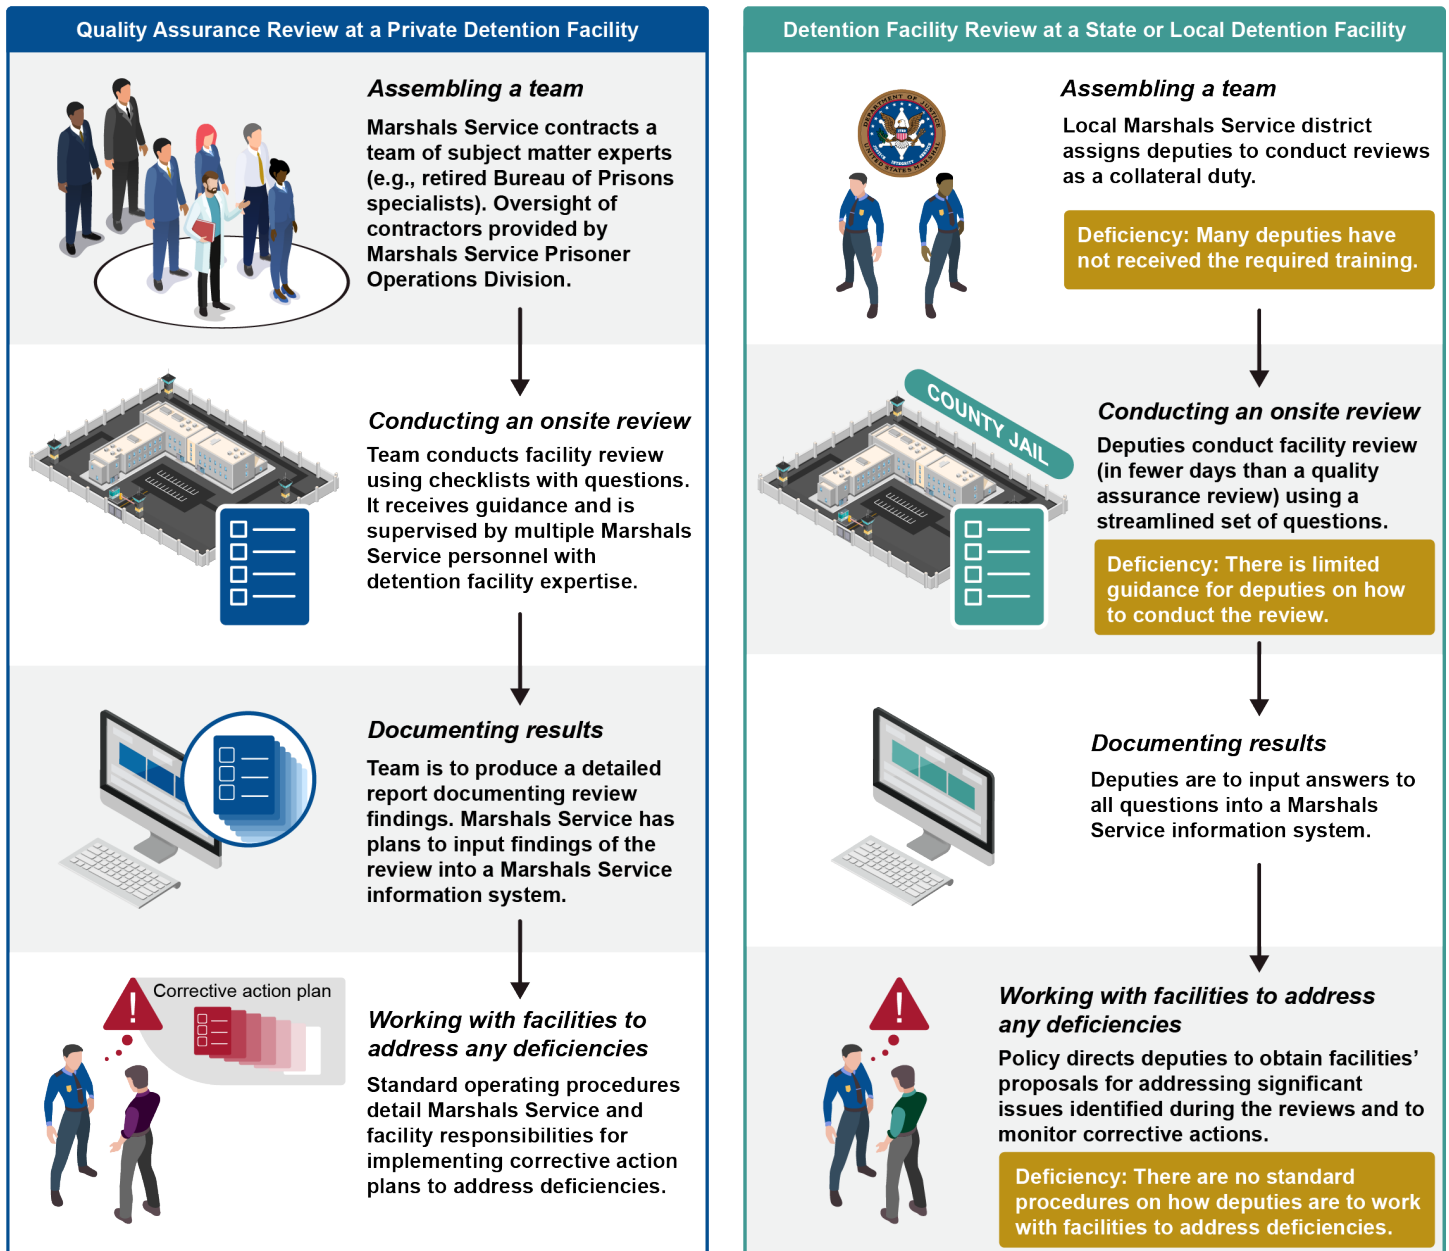 Quality Assurance Review at a Private Detention Facility
Assembling a team
Marshals Service contracts a
team of subject matter experts
(e.g., retired Bureau of Prisons
specialists). Oversight of
contractors provided by
Marshals Service Prisoner
Operations Division.
Conducting an onsite review
Team conducts facility review
using checklists with questions.
It receives guidance and is
supervised by multiple Marshals
Service personnel with
detention facility expertise.
Documenting results
Team is to produce a detailed
report documenting review
findings. Marshals Service has
plans to input findings of the
review into a Marshals Service
information system.
Corrective action plan
Working with facilities to
address any deficiencies
Standard operating procedures
detail Marshals Service and
facility responsibilities for
implementing corrective action
plans to address deficiencies.
Detention Facility Review at a State or Local Detention Facility
DEPARTMENT OF JUSTICE
UNITED STATES MARSHAL
Assembling a team
Local Marshals Service district
assigns deputies to conduct reviews
as a collateral duty.
Deficiency: Many deputies have
not received the required training.
COUNTY JAIL
Conducting an onsite review
Deputies conduct facility review
(in fewer days than a quality
assurance review) using a
streamlined set of questions.
Deficiency: There is limited
guidance for deputies on how
to conduct the review.
Documenting results
Deputies are to input answers to
all questions into a Marshals
Service information system.
Working with facilities to address
any deficiencies
Policy directs deputies to obtain facilities’
proposals for addressing significant
issues identified during the reviews and to
monitor corrective actions.
Deficiency: There are no standard
procedures on how deputies are to work
with facilities to address deficiencies.